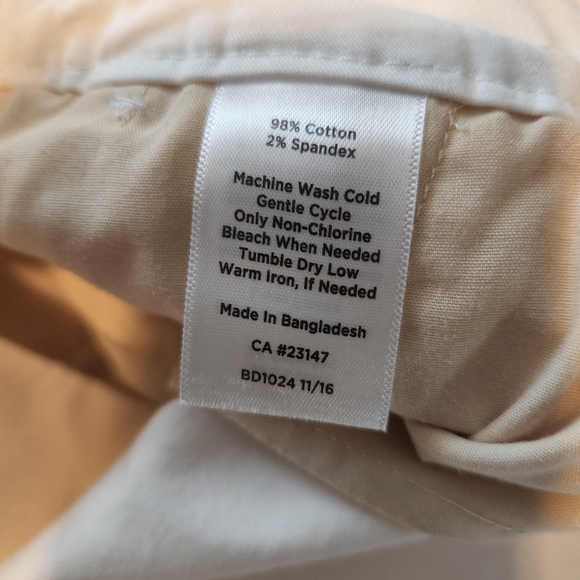 98% Cotton
2% Spandex
Machine Wash Cold
Gentle Cycle
Only Non-Chlorine
Bleach When Needed
Tumble Dry Low
Warm Iron, If Needed
Made In Bangladesh
CA #23147
BD1024 11/16